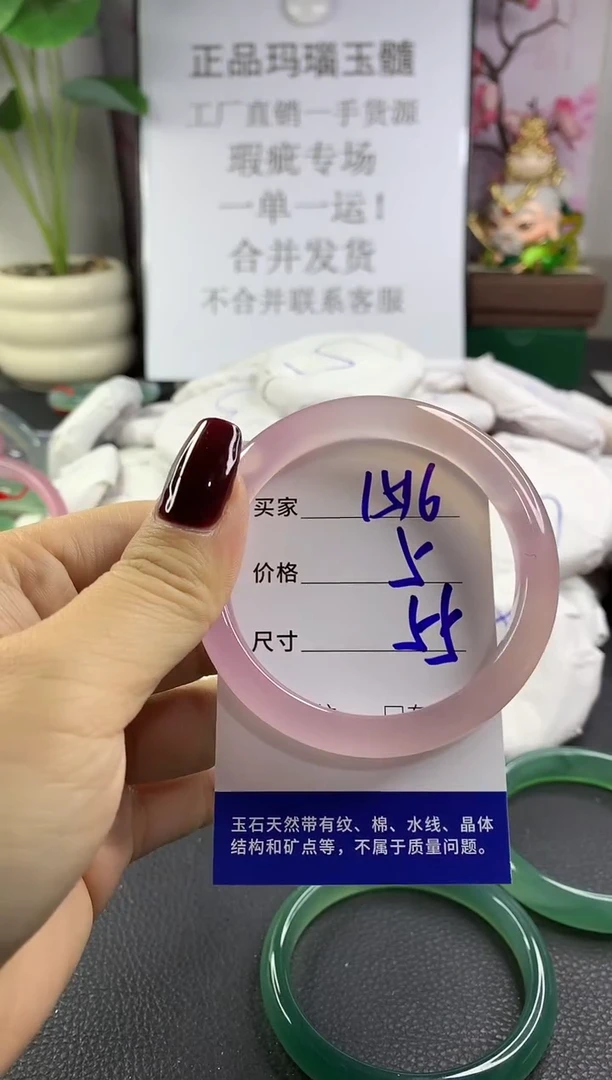 正品玛瑙玉髓
工厂直销一手货源
瑕疵专场
一单一运！
合并发货
不合并联系客服
买家
价格 5
尺寸 55
玉石天然带有纹、棉、水线、晶体
结构和矿点等，不属于质量问题。